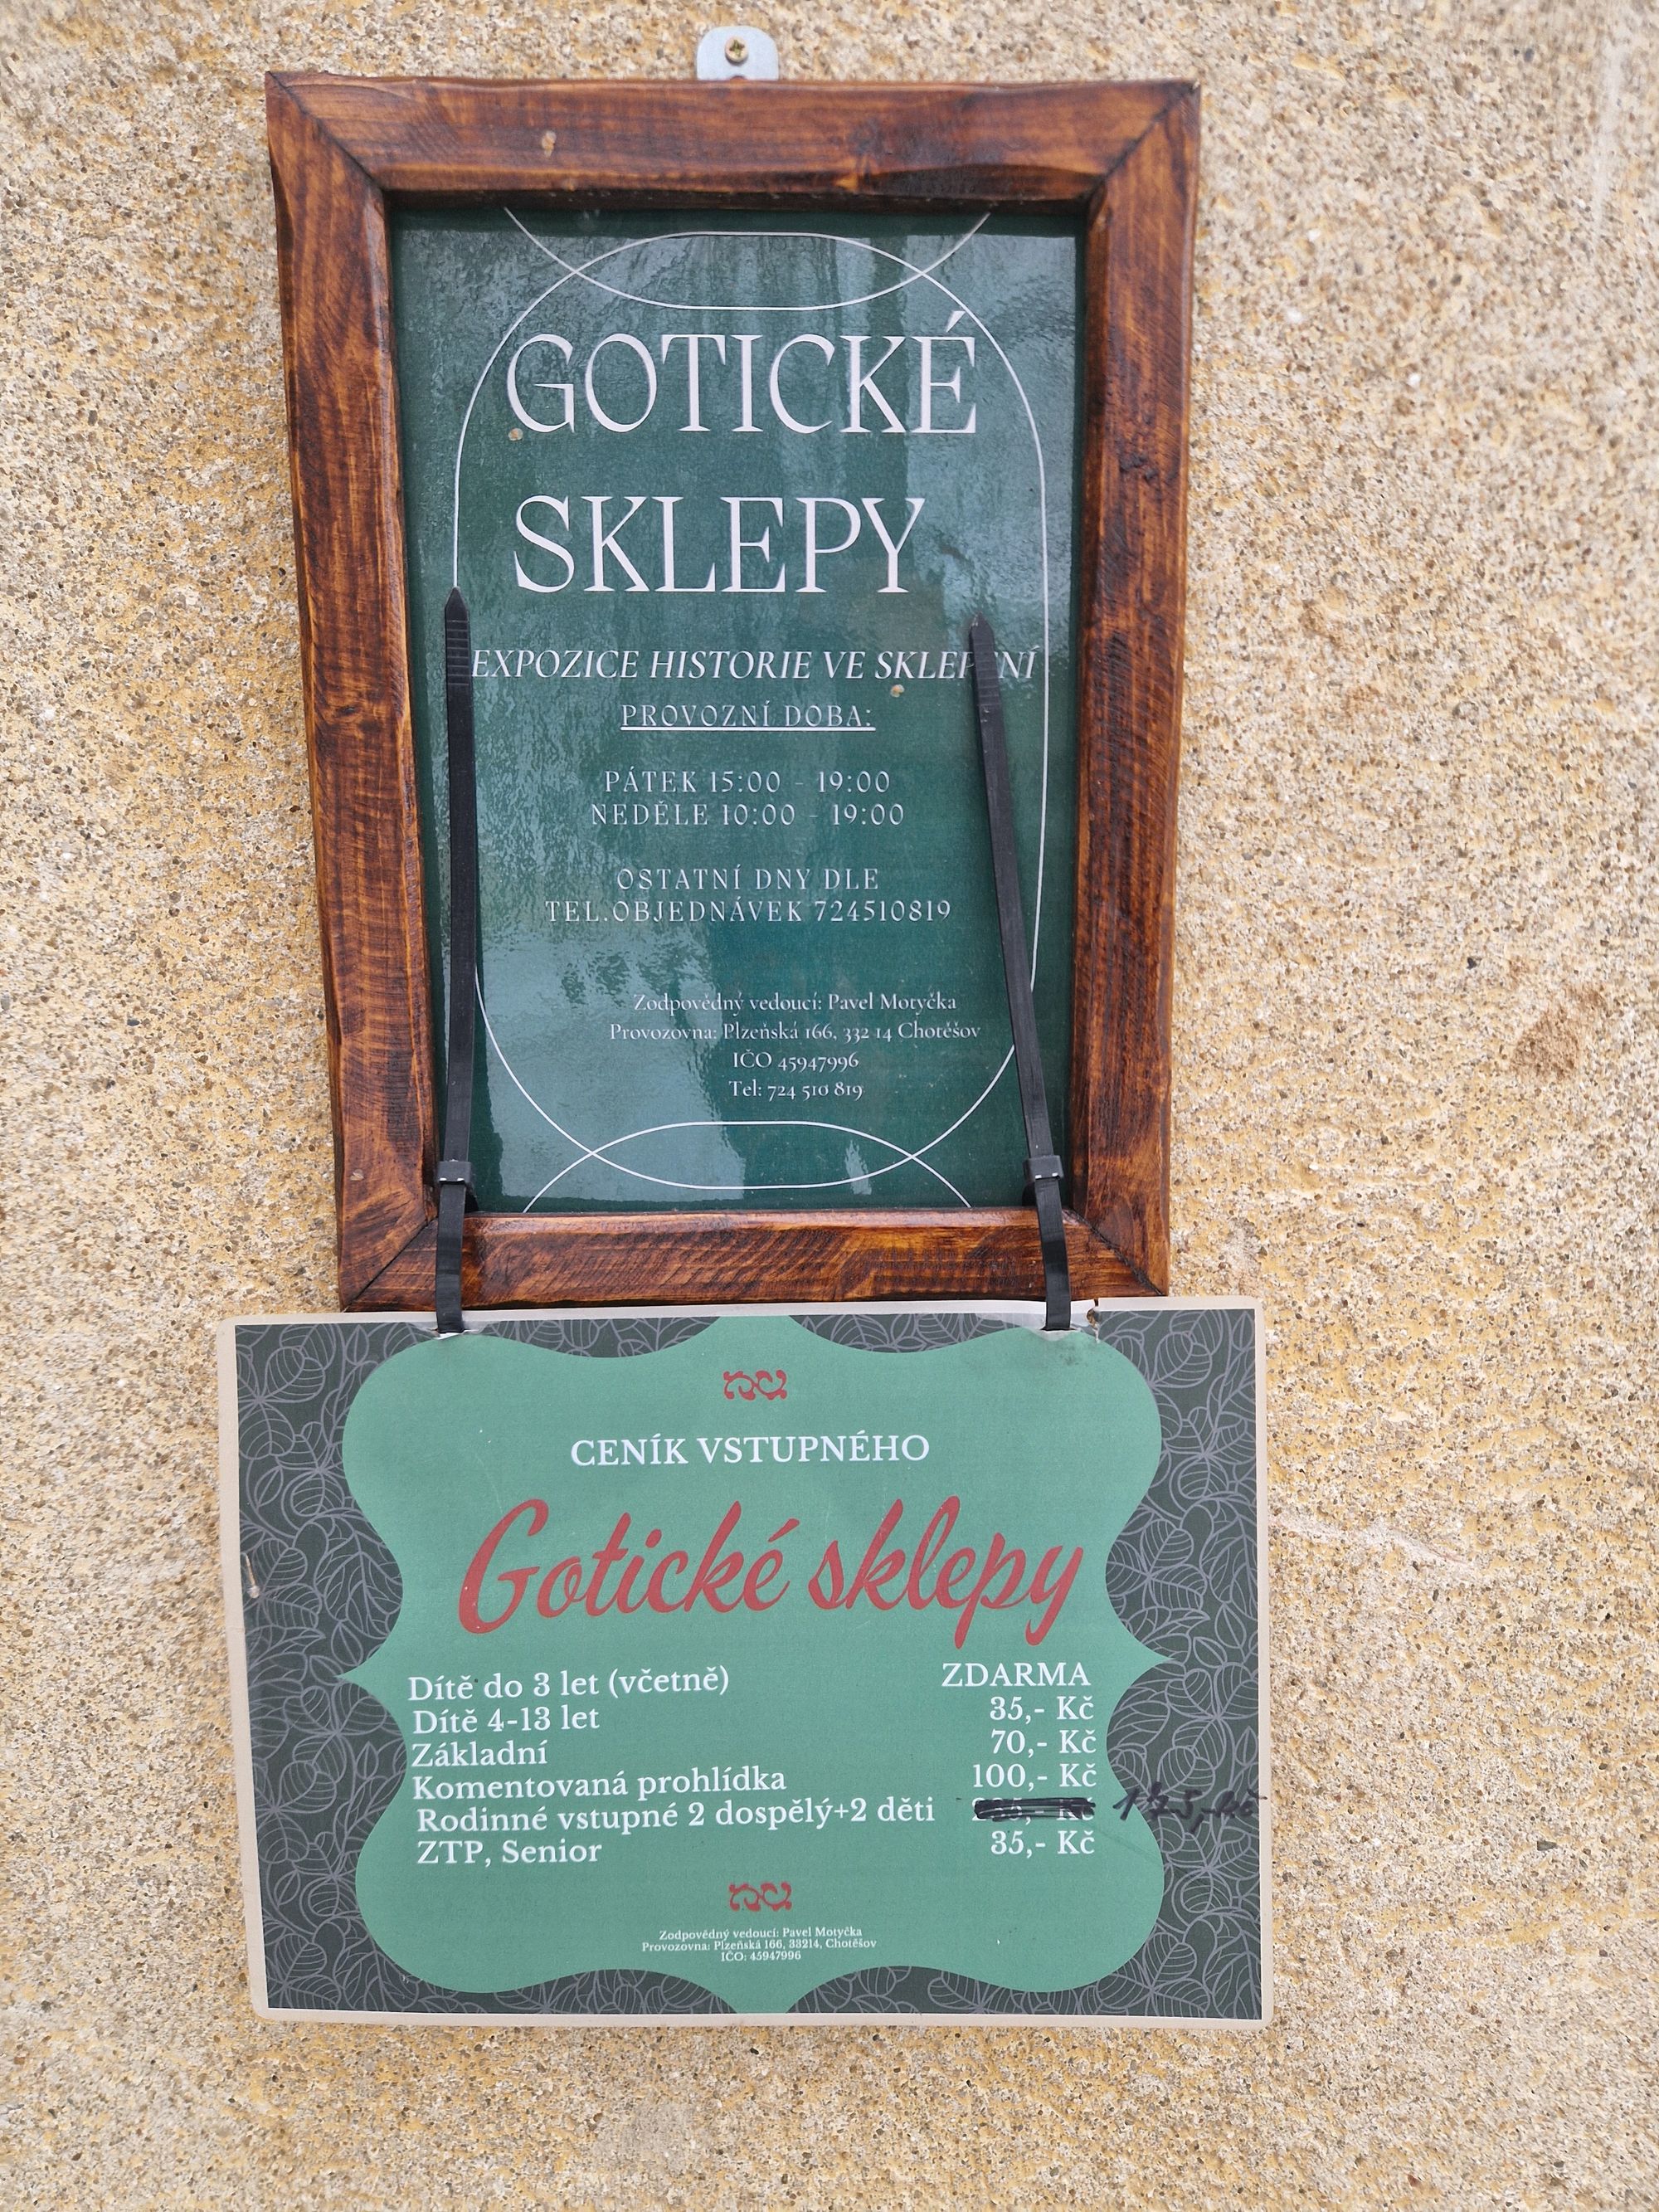 GOTICKÉ
SKLEPY
EXPOZICE HISTORIE VE
PROVOZNÍ DOBA:
PÁTEK 15:00 - 19:00
NEDĚLE 10:00 - 19:00
OSTATNÍ DNY DLE
TEL.OBJEDNÁVEK 724510819
Zodpovědný vedoucí: Pavel Motyčka
Provozovna: Plzeňská 166, 332 14 Chotěšov
IČO 45947996
Tel: 724 510 819
CENÍK VSTUPNÉHO
Gotické sklepy
Dítě do 3 let (včetně) ZDARMA
Dítě 4-13 let 35,- Kč
Základní 70,- Kč
Komentovaná prohlídka 100,- Kč
Rodinné vstupné 2 dospělý+2 děti 175,-Kč
ZTP, Senior 35,- Kč
Zodpovědný vedoucí: Pavel Motyčka
Provozovna: Plzeňská 166, 33214, Chotěšov
IČO: 45947996